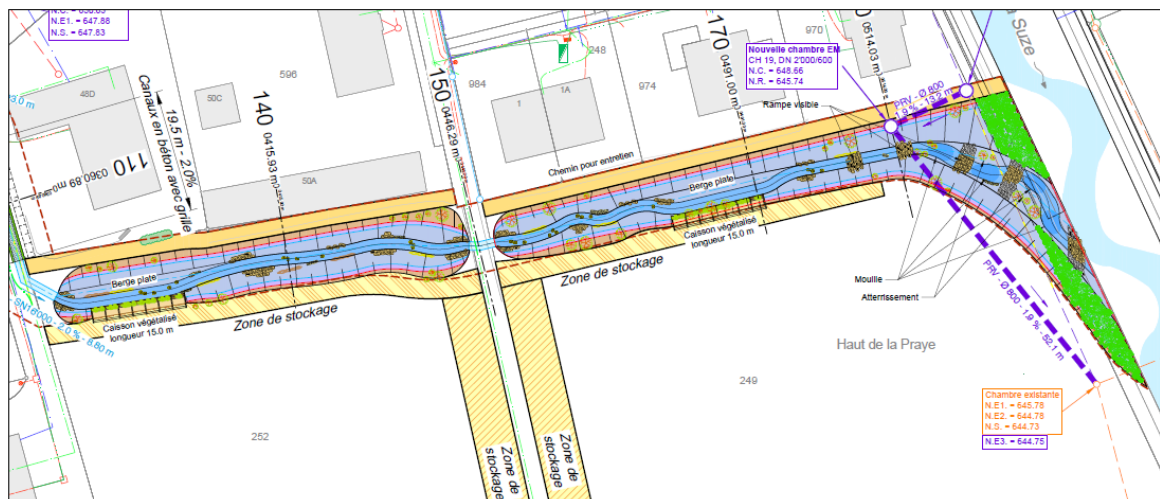 N.E1. = 647.88
N.S. = 647.83
48D
50C
596
Canaux en béton avec grille
19.5 m - 2.0%
110
0360.89 m
140
0415.93 m
50A
150
0446.29 m
984
1
1A
248
974
170
0491.00 m
970
0514.03 m
Nouvelle chambre EM
CH 19, DN 2'000/600
N.C. = 648.66
N.R. = 645.74
Rampe visible
PRV - Ø 800
Suze
Chemin pour entretien
Berge plate
Berge plate
Caisson végétalisé
longueur 15.0 m
Caisson végétalisé
longueur 15.0 m
Zone de stockage
Zone de stockage
2.0 % - 8.80 m
Mouille
Atterrissement
PRV - Ø 800 - 1.9 % - 52.1 m
Haut de la Praye
249
252
Zone de
stockage
Zone de
stockage
Chambre existante
N.E1. = 645.78
N.E2. = 644.78
N.S. = 644.73
N.E3. = 644.75